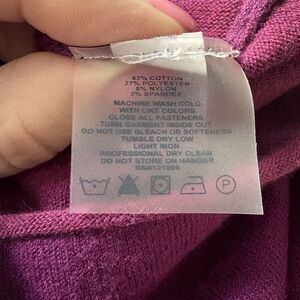 63% COTTON
27% POLYESTER
8% NYLON
2% SPANDEX
MACHINE WASH COLD
WITH LIKE COLORS
CLOSE ALL FASTENERS
TURN GARMENT INSIDE OUT
DO NOT USE BLEACH OR SOFTENERS
TUMBLE DRY LOW
LIGHT IRON
PROFESSIONAL DRY CLEAN
DO NOT STORE ON HANGER
RN#121096
P